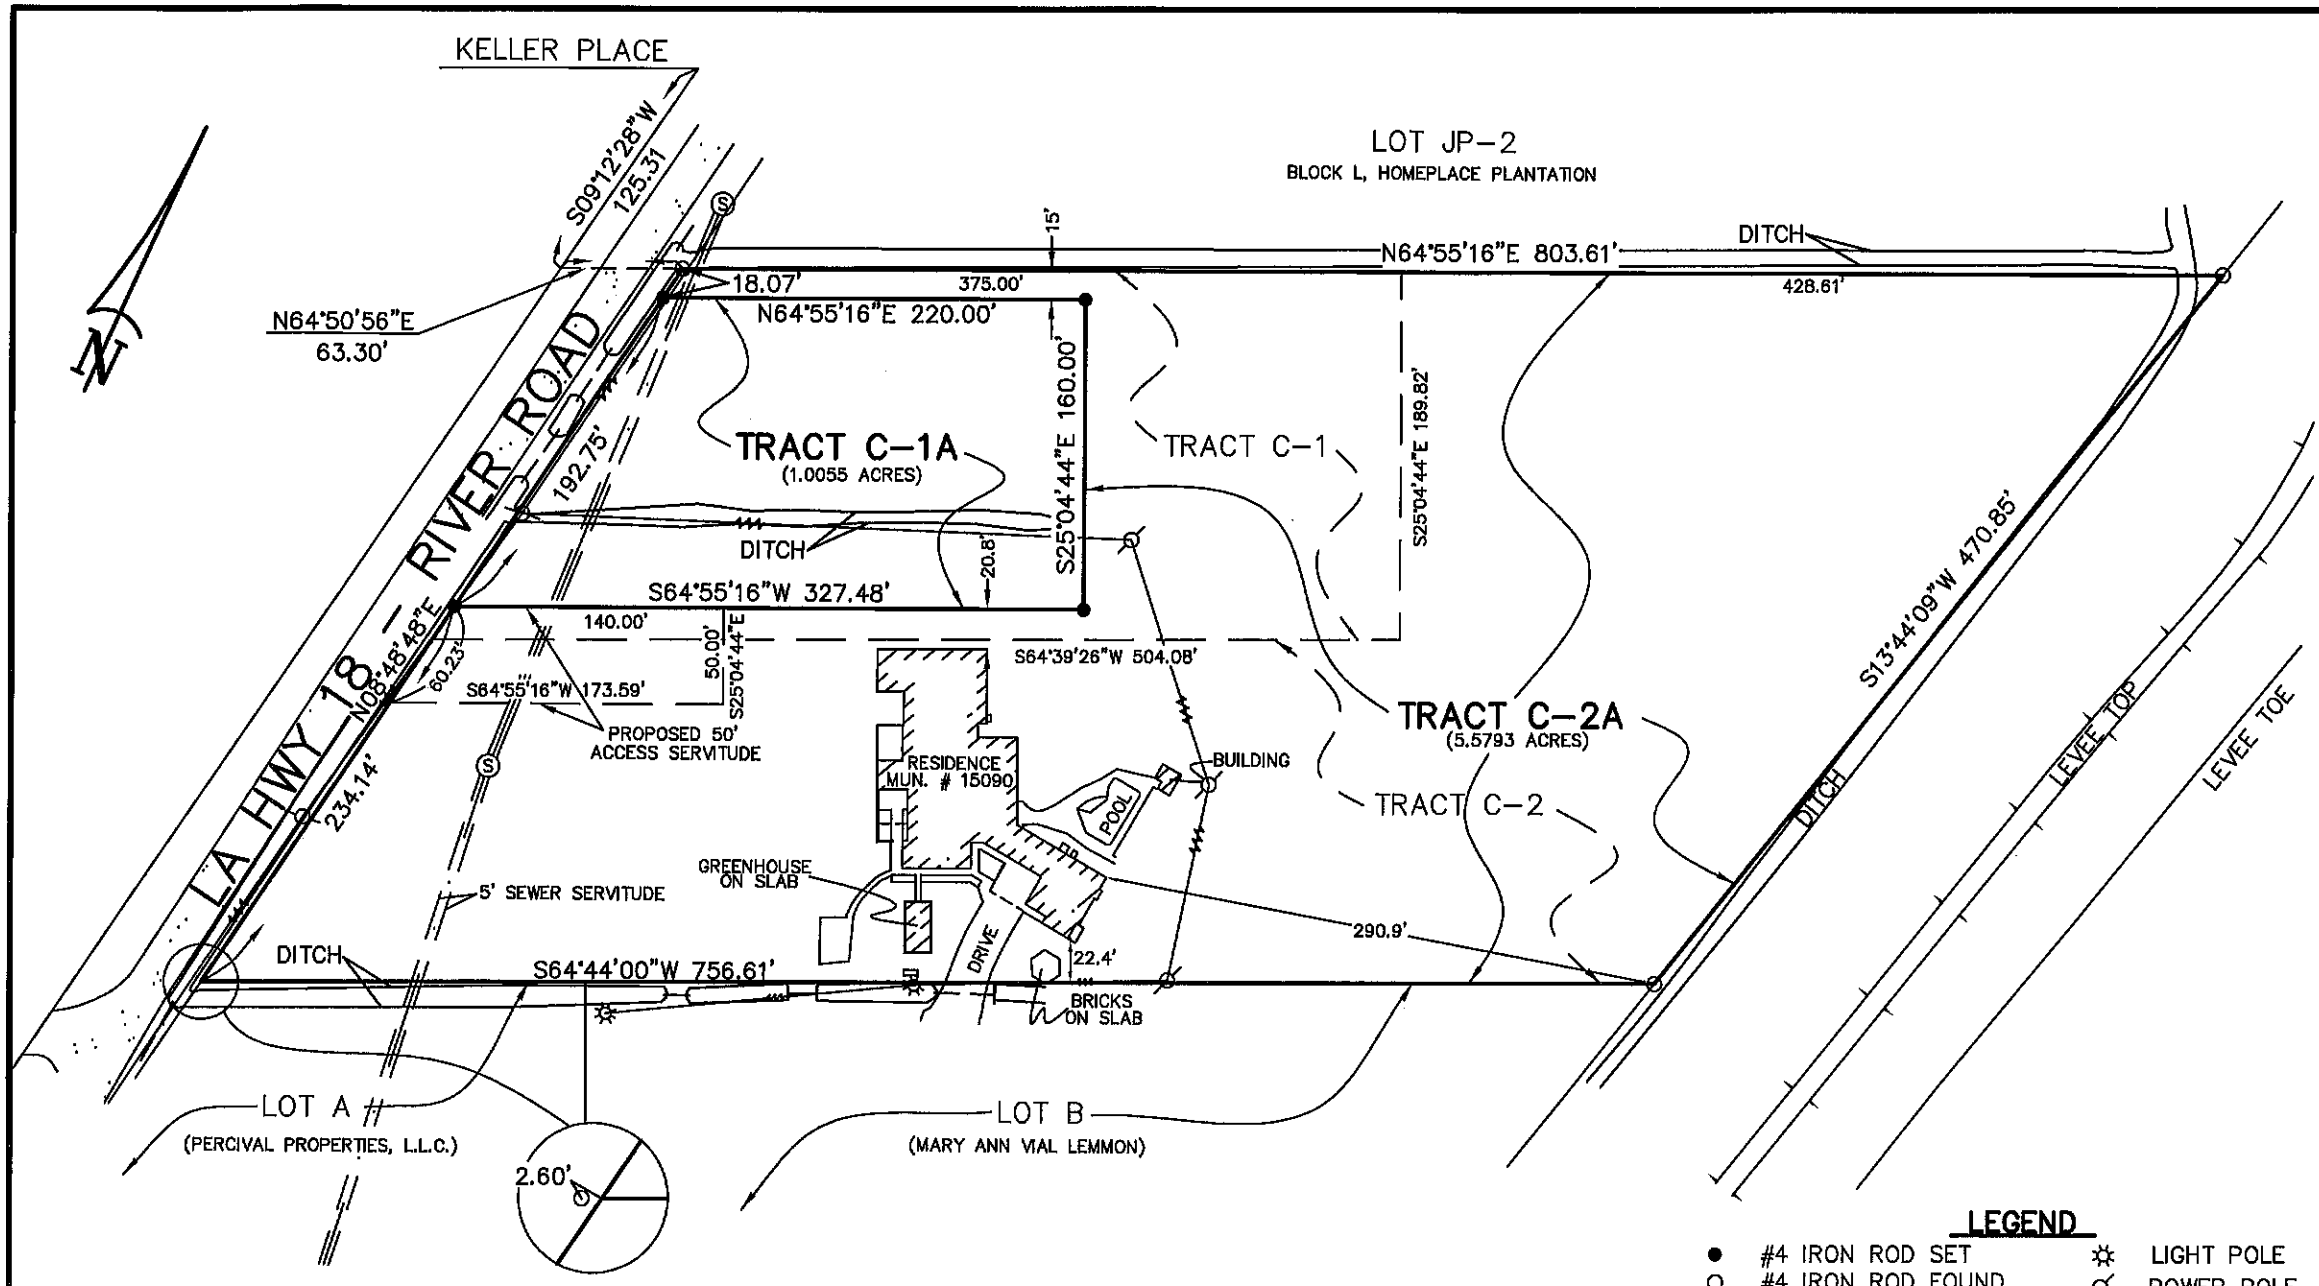 KELLER PLACE
S09°12'28"W
125.31
LOT JP-2
BLOCK L, HOMEPLACE PLANTATION
15'
N64°55'16"E 803.61'
DITCH
18.07'
375.00'
428.61'
N64°55'16"E 220.00'
N64°50'56"E
63.30'
N
S25°04'44"E 160.00'
S25°04'44"E 189.82'
TRACT C-1A
(1.0055 ACRES)
TRACT C-1
192.75'
LA HWY 18 - RIVER ROAD
DITCH
20.8'
S64°55'16"W 327.48'
140.00'
N08°48'48"E
60.23'
50.00'
S25°04'44"E
S64°55'16"W 173.59'
S64°39'26"W 504.08'
S13°44'09"W 470.85'
PROPOSED 50'
ACCESS SERVITUDE
TRACT C-2A
(5.5793 ACRES)
LEVEE TOP
LEVEE TOE
S
S
RESIDENCE
MUN. # 15090
BUILDING
POOL
TRACT C-2
DITCH
234.14'
GREENHOUSE
ON SLAB
5' SEWER SERVITUDE
DRIVE
290.9'
22.4'
DITCH
S64°44'00"W 756.61'
BRICKS
ON SLAB
LOT A
(PERCIVAL PROPERTIES, L.L.C.)
LOT B
(MARY ANN VIAL LEMMON)
2.60'
LEGEND
#4 IRON ROD SET
LIGHT POLE
#4 IRON ROD FOUND
POWER POLE